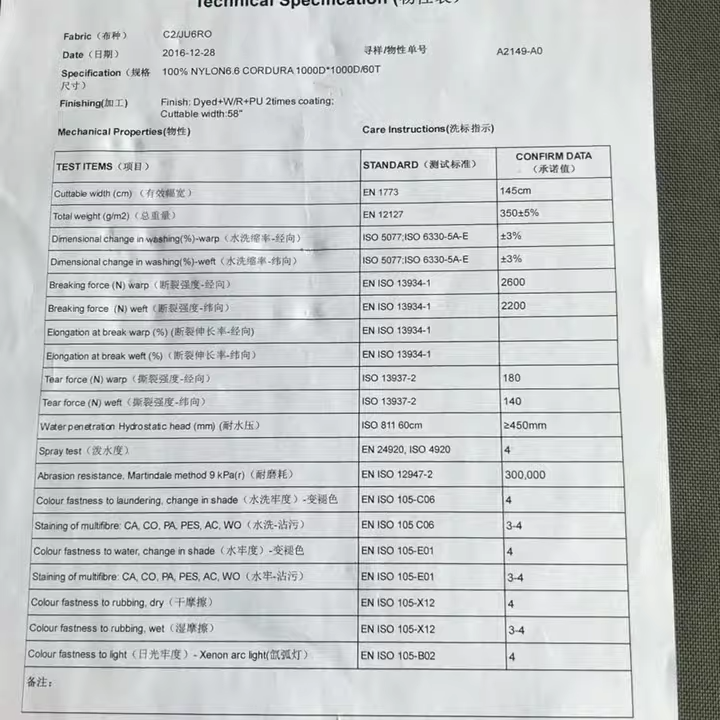 Technical Specification (物性表)
Fabric (布种) C2/JU6RO
Date (日期) 2016-12-28 寻样/物性单号 A2149-A0
Specification (规格尺寸) 100% NYLON6.6 CORDURA 1000D*1000D/60T
Finishing(加工) Finish: Dyed+W/R+PU 2times coating;
Cuttable width:58"
Mechanical Properties(物性) Care Instructions(洗标指示)
TEST ITEMS (项目) STANDARD (测试标准) CONFIRM DATA (承诺值)
Cuttable width (cm) (有效幅宽) EN 1773 145cm
Total weight (g/m2) (总重量) EN 12127 350±5%
Dimensional change in washing(%)-warp (水洗缩率-经向) ISO 5077;ISO 6330-5A-E ±3%
Dimensional change in washing(%)-weft (水洗缩率-纬向) ISO 5077;ISO 6330-5A-E ±3%
Breaking force (N) warp (断裂强度-经向) EN ISO 13934-1 2600
Breaking force (N) weft (断裂强度-纬向) EN ISO 13934-1 2200
Elongation at break warp (%) (断裂伸长率-经向) EN ISO 13934-1
Elongation at break weft (%) (断裂伸长率-纬向) EN ISO 13934-1
Tear force (N) warp (撕裂强度-经向) ISO 13937-2 180
Tear force (N) weft (撕裂强度-纬向) ISO 13937-2 140
Water penetration Hydrostatic head (mm) (耐水压) ISO 811 60cm ≥450mm
Spray test (泼水度) EN 24920, ISO 4920 4
Abrasion resistance, Martindale method 9 kPa(r) (耐磨耗) EN ISO 12947-2 300,000
Colour fastness to laundering, change in shade (水洗牢度) -变褪色 EN ISO 105-C06 4
Staining of multifibre: CA, CO, PA, PES, AC, WO (水洗-沾污) EN ISO 105 C06 3-4
Colour fastness to water, change in shade (水牢度) -变褪色 EN ISO 105-E01 4
Staining of multifibre: CA, CO, PA, PES, AC, WO (水牢-沾污) EN ISO 105-E01 3-4
Colour fastness to rubbing, dry (干摩擦) EN ISO 105-X12 4
Colour fastness to rubbing, wet (湿摩擦) EN ISO 105-X12 3-4
Colour fastness to light (日光牢度) - Xenon arc light(氙弧灯) EN ISO 105-B02 4
备注: